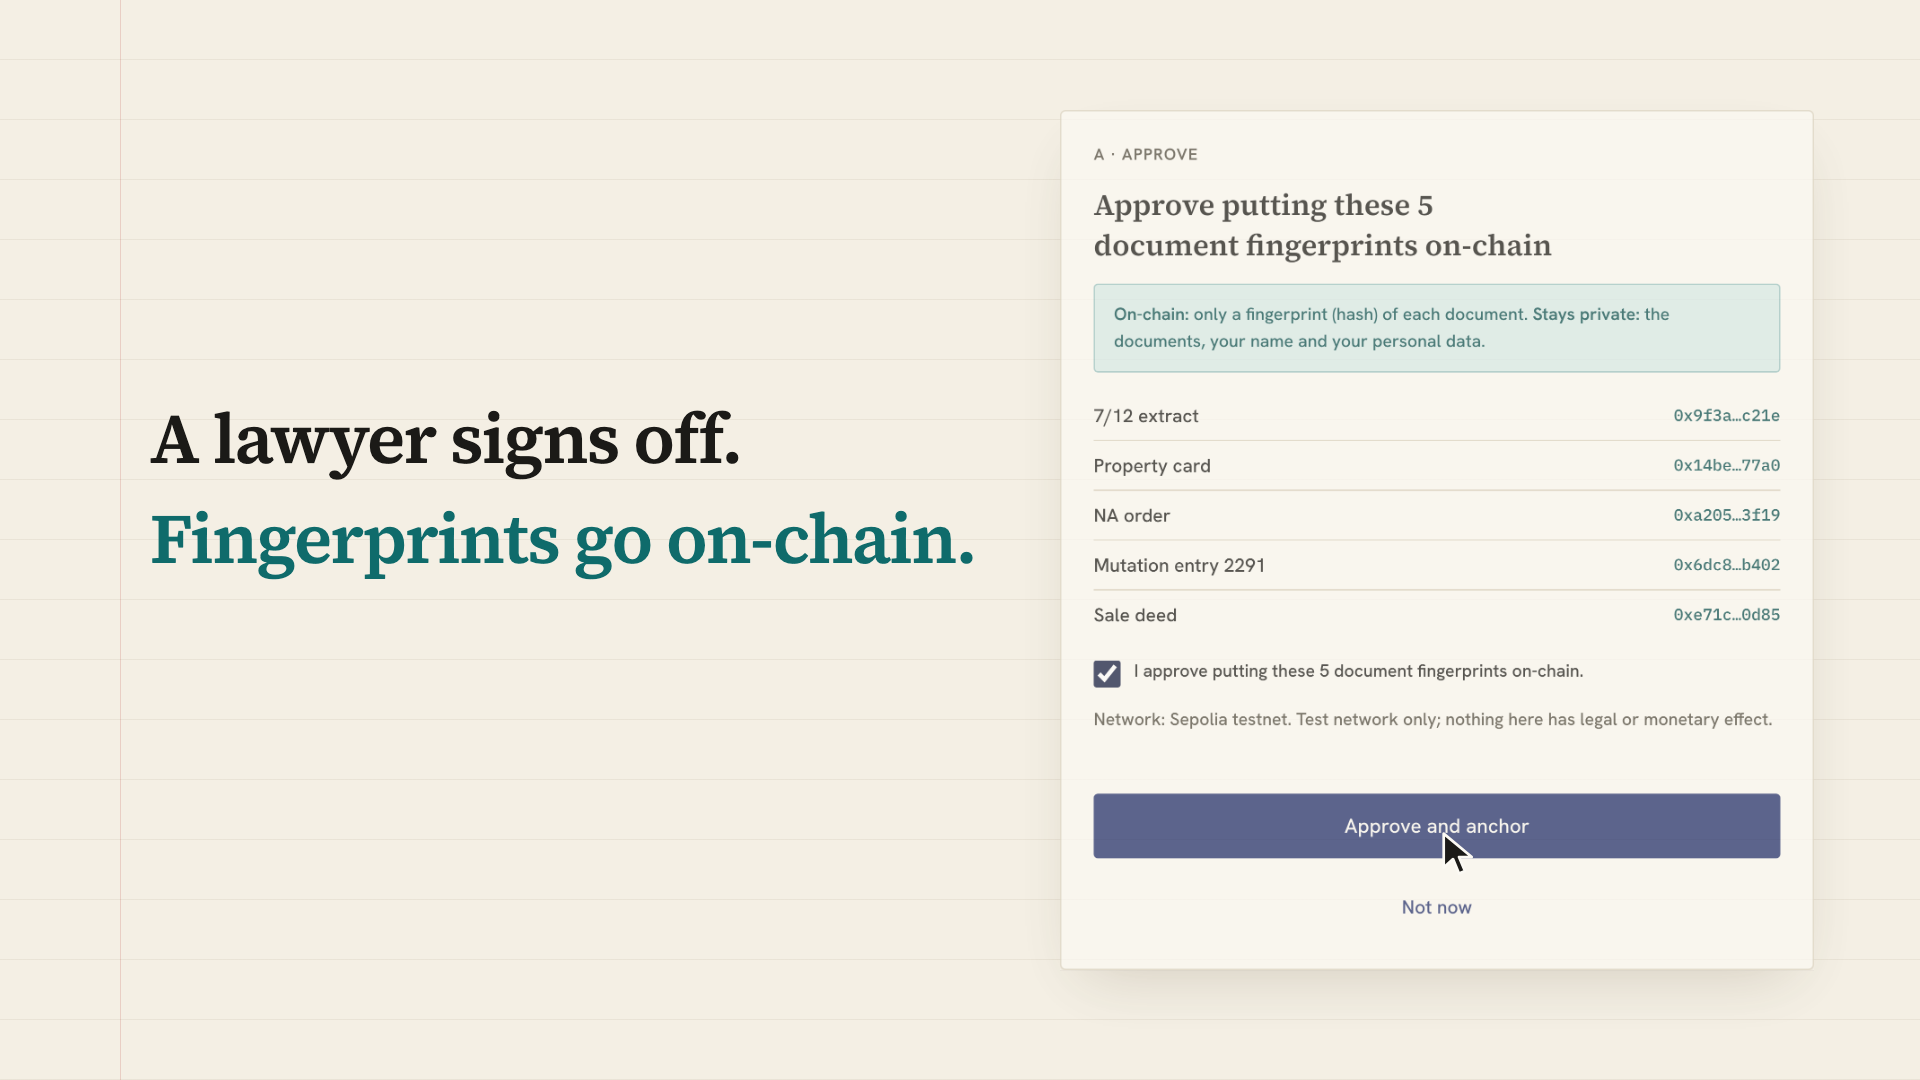 A lawyer signs off.
Fingerprints go on-chain.
A · APPROVE
Approve putting these 5
document fingerprints on-chain
On-chain: only a fingerprint (hash) of each document. Stays private: the
documents, your name and your personal data.
7/12 extract 0x9f3a…c21e
Property card 0x14be…77a0
NA order 0xa205…3f19
Mutation entry 2291 0x6dc8…b402
Sale deed 0xe71c…0d85
I approve putting these 5 document fingerprints on-chain.
Network: Sepolia testnet. Test network only; nothing here has legal or monetary effect.
Approve and anchor
Not now